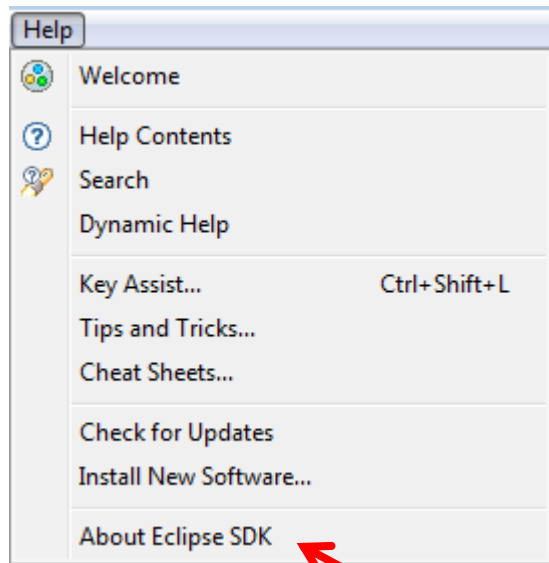 Help
Welcome
Help Contents
Search
Dynamic Help
Key Assist... Ctrl+Shift+L
Tips and Tricks...
Cheat Sheets...
Check for Updates
Install New Software...
About Eclipse SDK